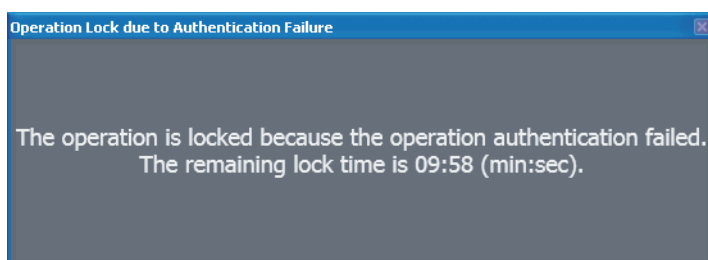 Operation Lock due to Authentication Failure
The operation is locked because the operation authentication failed.
The remaining lock time is 09:58 (min:sec).